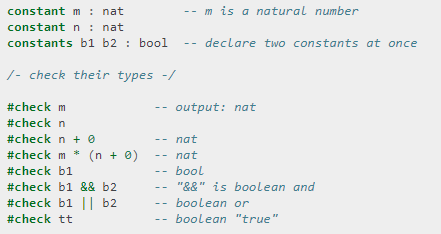 constant m : nat        -- m is a natural number
constant n : nat
constants b1 b2 : bool  -- declare two constants at once
/- check their types -/
#check m            -- output: nat
#check n
#check n + 0        -- nat
#check m * (n + 0)  -- nat
#check b1           -- bool
#check b1 && b2     -- "&&" is boolean and
#check b1 || b2     -- boolean or
#check tt           -- boolean "true"